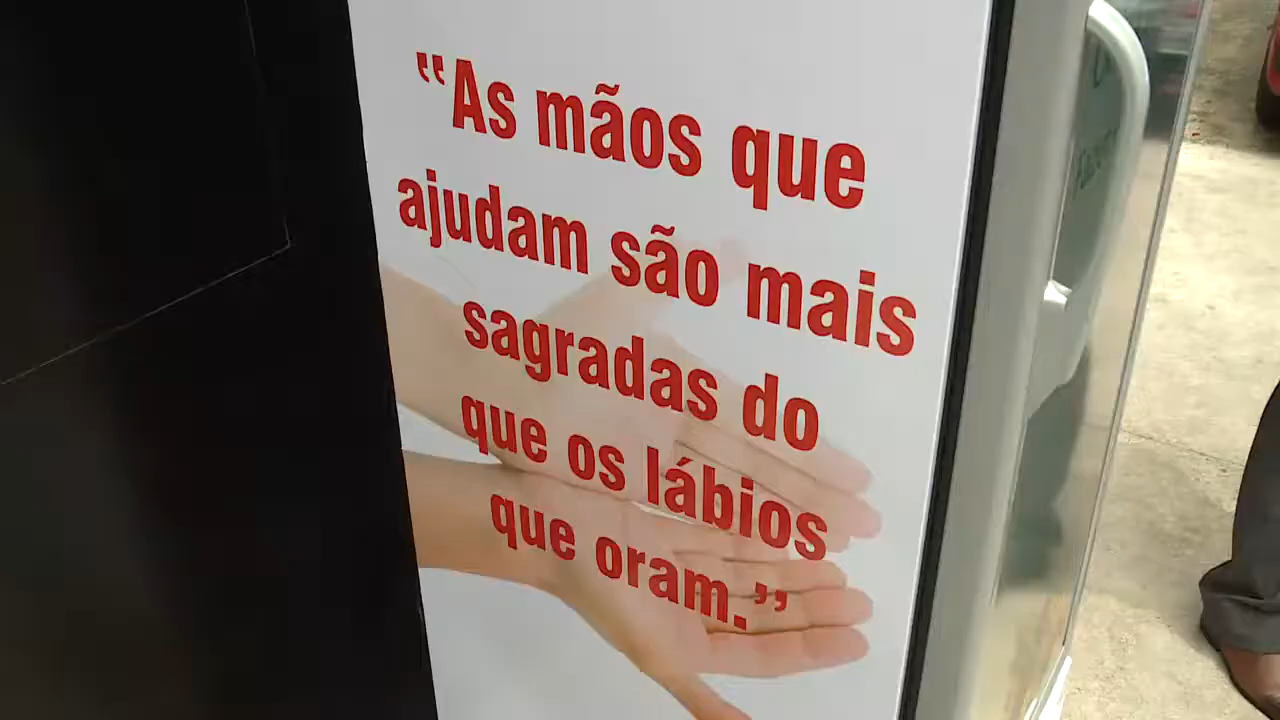 "As mãos que
ajudam são mais
sagradas do
que os lábios
que oram."